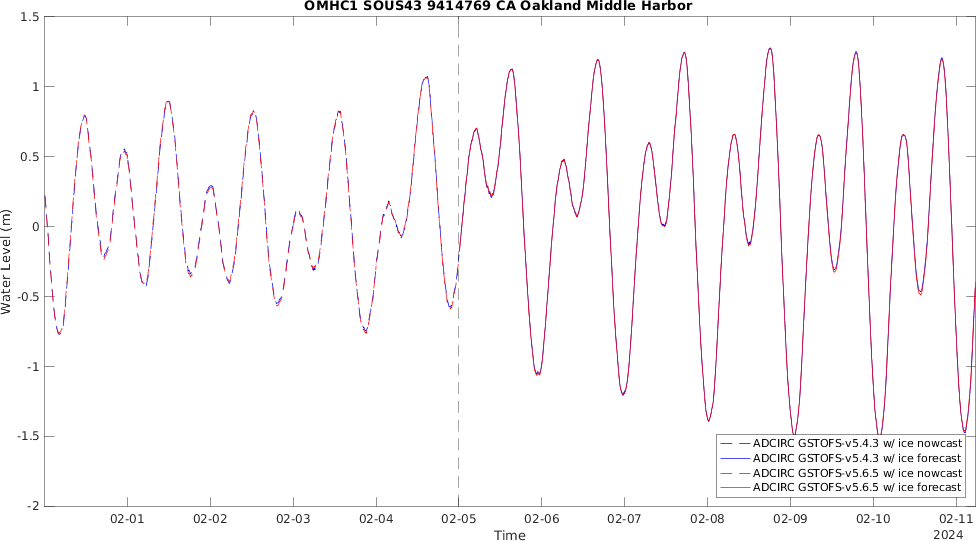 OMHC1 SOUS43 9414769 CA Oakland Middle Harbor
1.5
1
0.5
0
-0.5
-1
-1.5
-2
Water Level (m)
ADCIRC GSTOFS-v5.4.3 w/ ice nowcast
ADCIRC GSTOFS-v5.4.3 w/ ice forecast
ADCIRC GSTOFS-v5.6.5 w/ ice nowcast
ADCIRC GSTOFS-v5.6.5 w/ ice forecast
02-01 02-02 02-03 02-04 02-05 02-06 02-07 02-08 02-09 02-10 02-11
Time 2024